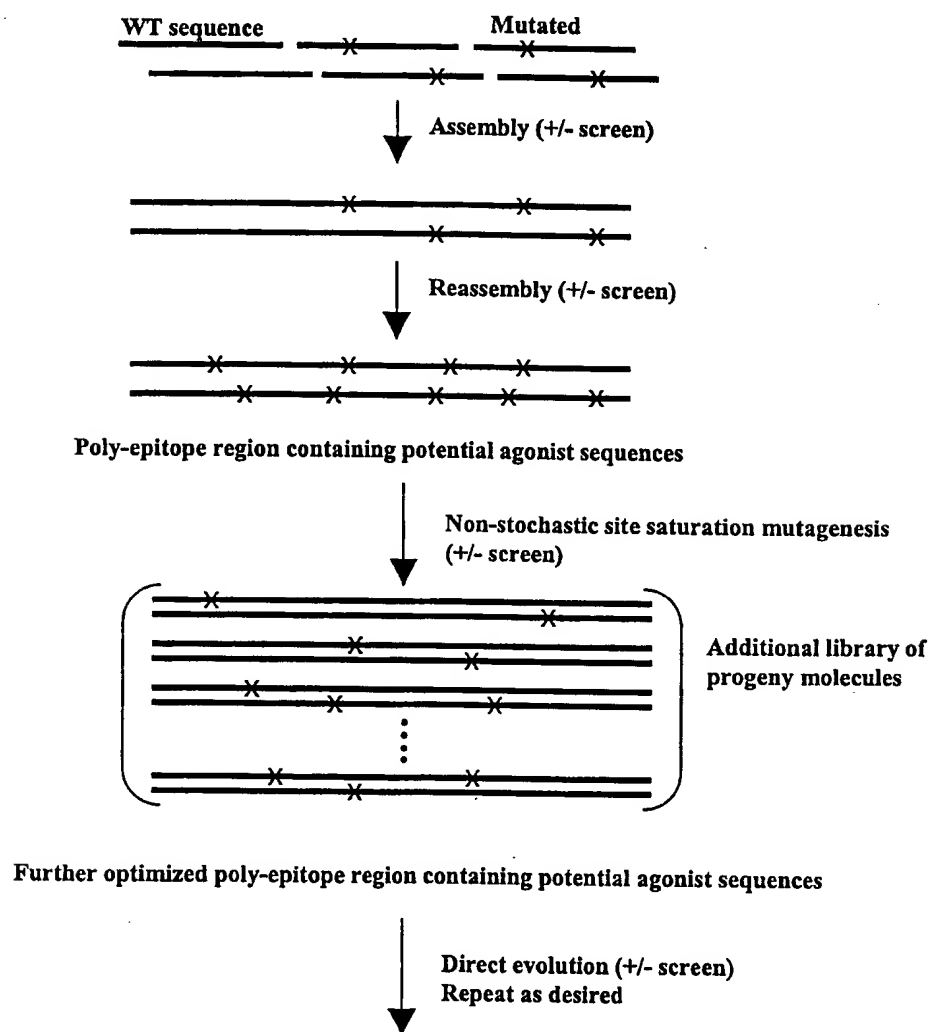 WT sequence
Mutated
Assembly (+/- screen)
Reassembly (+/- screen)
Poly-epitope region containing potential agonist sequences
Non-stochastic site saturation mutagenesis
(+/- screen)
Additional library of
progeny molecules
Further optimized poly-epitope region containing potential agonist sequences
Direct evolution (+/- screen)
Repeat as desired